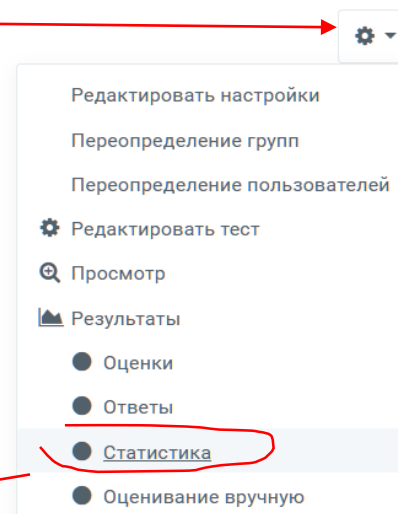 Редактировать настройки
Переопределение групп
Переопределение пользователей
Редактировать тест
Просмотр
Результаты
Оценки
Ответы
Статистика
Оценивание вручную